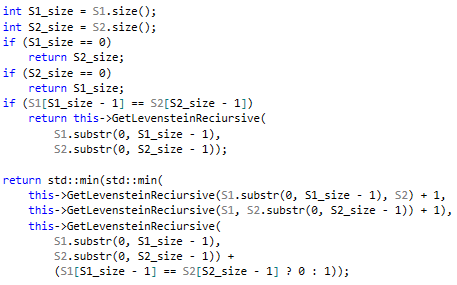 int S1_size = S1.size();
int S2_size = S2.size();
if (S1_size == 0)
    return S2_size;
if (S2_size == 0)
    return S1_size;
if (S1[S1_size - 1] == S2[S2_size - 1])
    return this->GetLevensteinReciursive(
        S1.substr(0, S1_size - 1),
        S2.substr(0, S2_size - 1));

return std::min(std::min(
    this->GetLevensteinReciursive(S1.substr(0, S1_size - 1), S2) + 1,
    this->GetLevensteinReciursive(S1, S2.substr(0, S2_size - 1)) + 1),
    this->GetLevensteinReciursive(
        S1.substr(0, S1_size - 1),
        S2.substr(0, S2_size - 1)) +
        (S1[S1_size - 1] == S2[S2_size - 1] ? 0 : 1));